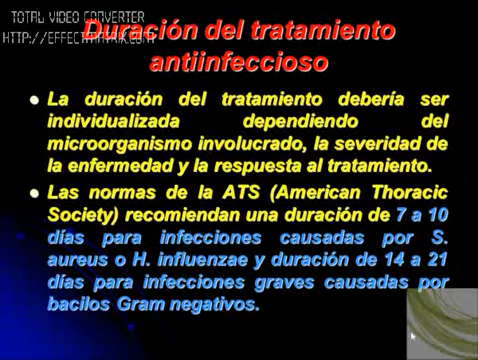 TOTAL VIDEO CONVERTER
Duración del tratamiento
antiinfeccioso
La duración del tratamiento debería ser
individualizada dependiendo del
microorganismo involucrado, la severidad de
la enfermedad y la respuesta al tratamiento.
Las normas de la ATS (American Thoracic
Society) recomiendan una duración de 7 a 10
días para infecciones causadas por S.
aureus o H. influenzae y duración de 14 a 21
días para infecciones graves causadas por
bacilos Gram negativos.